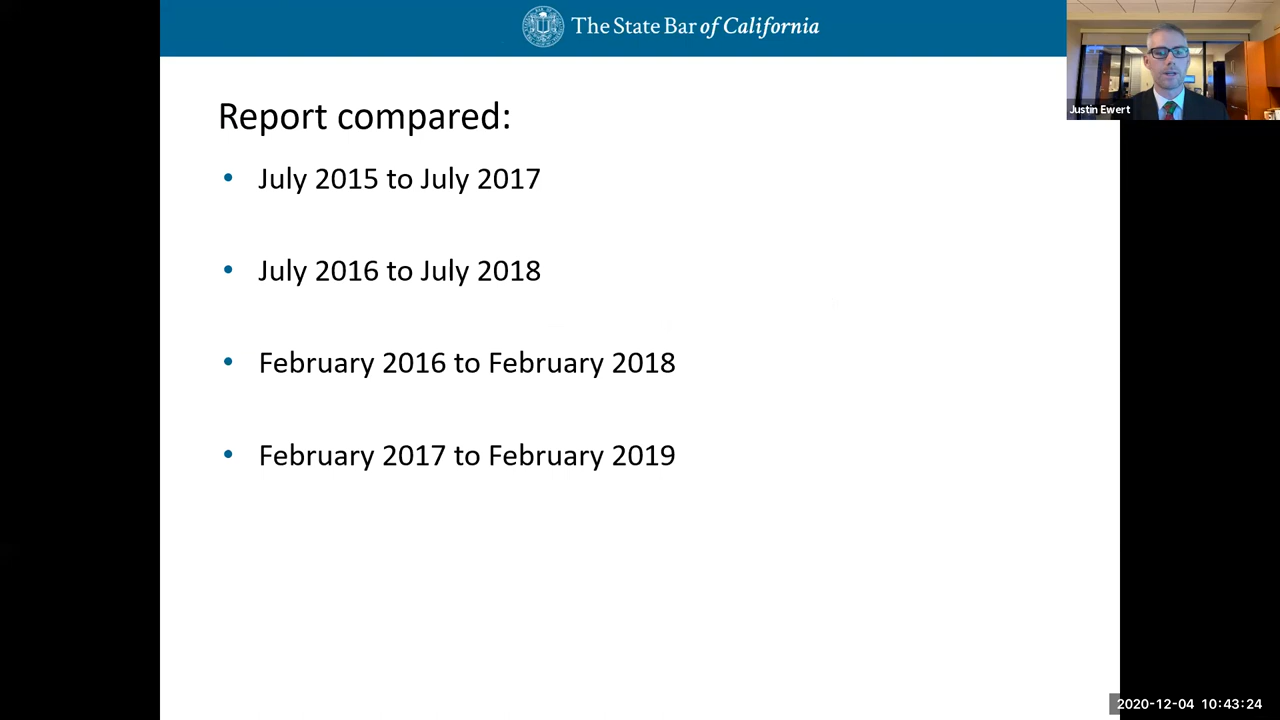 The State Bar of California
Justin Ewert
Report compared:
• July 2015 to July 2017
• July 2016 to July 2018
• February 2016 to February 2018
• February 2017 to February 2019
2020-12-04 10:43:24